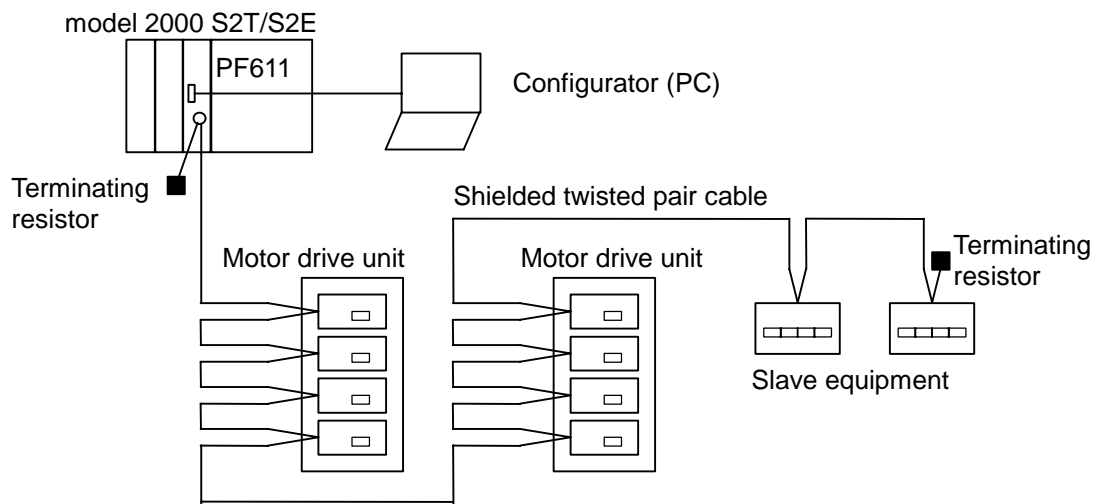 model 2000 S2T/S2E
PF611
Configurator (PC)
Terminating
resistor
Shielded twisted pair cable
Motor drive unit
Motor drive unit
Terminating
resistor
Slave equipment